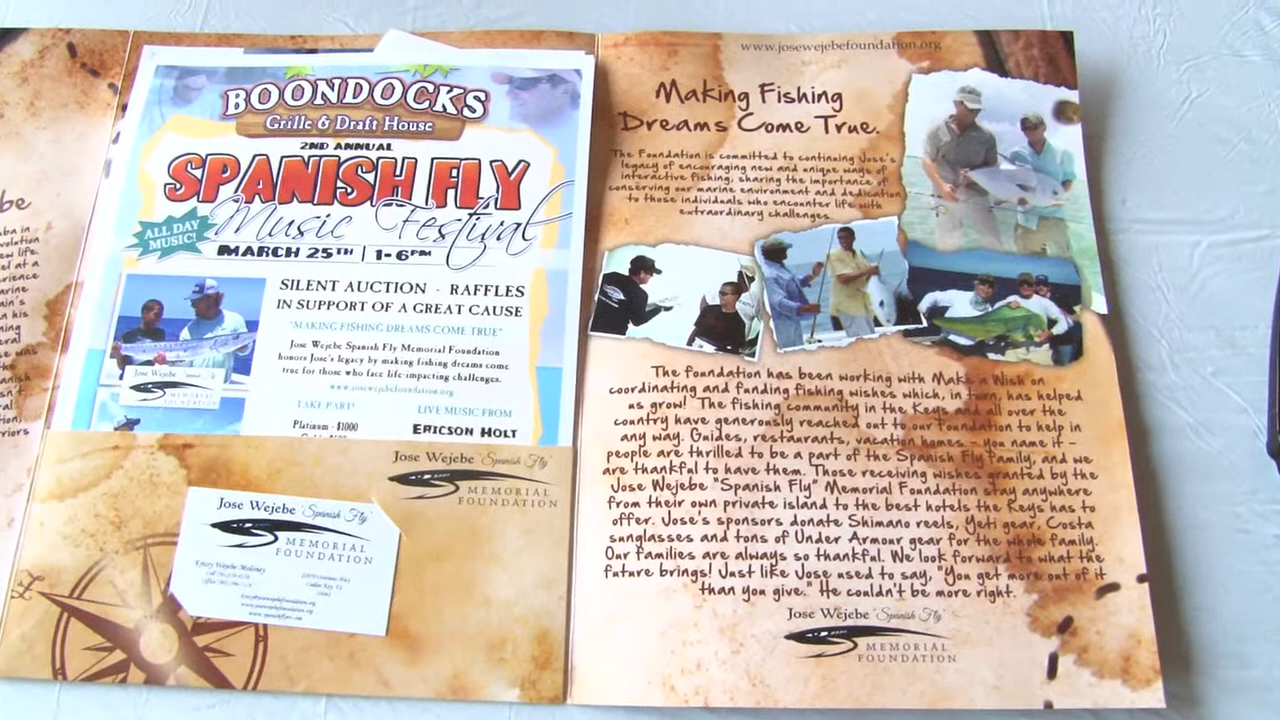 be
BOONDOCKS
Grille & Draft House
2ND ANNUAL
SPANISH FLY
Music Festival
ALL DAY
MUSIC!
MARCH 25TH | 1-6PM
SILENT AUCTION - RAFFLES
IN SUPPORT OF A GREAT CAUSE
"MAKING FISHING DREAMS COME TRUE"
Jose Wejebe Spanish Fly Memorial Foundation
honors Jose's legacy by making fishing dreams come
true for those who face life-impacting challenges.
www.josewejebefoundation.org
TAKE PART!
Platinum - $1000
LIVE MUSIC FROM
ERICSON HOLT
Jose Wejebe
MEMORIAL
FOUNDATION
Jose Wejebe "Spanish Fly"
MEMORIAL
FOUNDATION
Jose Wejebe "Spanish Fly"
MEMORIAL
FOUNDATION
Krissy Wejebe Maloney
www.josewejebefoundation.org
www.josewejebefoundation.org
Making Fishing
Dreams Come True.
The Foundation is committed to continuing Jose's
legacy of encouraging new and unique ways of
interactive fishing, sharing the importance of
conserving our marine environment and dedication
to those individuals who encounter life with
extraordinary challenges.
The foundation has been working with Make a Wish on
coordinating and funding fishing wishes which, in turn, has helped
us grow! The fishing community in the Keys and all over the
country have generously reached out to our foundation to help in
any way. Guides, restaurants, vacation homes - you name it -
people are thrilled to be a part of the Spanish Fly family, and we
are thankful to have them. Those receiving wishes granted by the
Jose Wejebe "Spanish Fly" Memorial Foundation stay anywhere
from their own private island to the best hotels the Keys has to
offer. Jose's sponsors donate Shimano reels, Yeti gear, Costa
sunglasses and tons of Under Armour gear for the whole family.
Our families are always so thankful. We look forward to what the
future brings! Just like Jose used to say, "You get more out of it
than you give." He couldn't be more right.
Jose Wejebe "Spanish Fly"
MEMORIAL
FOUNDATION